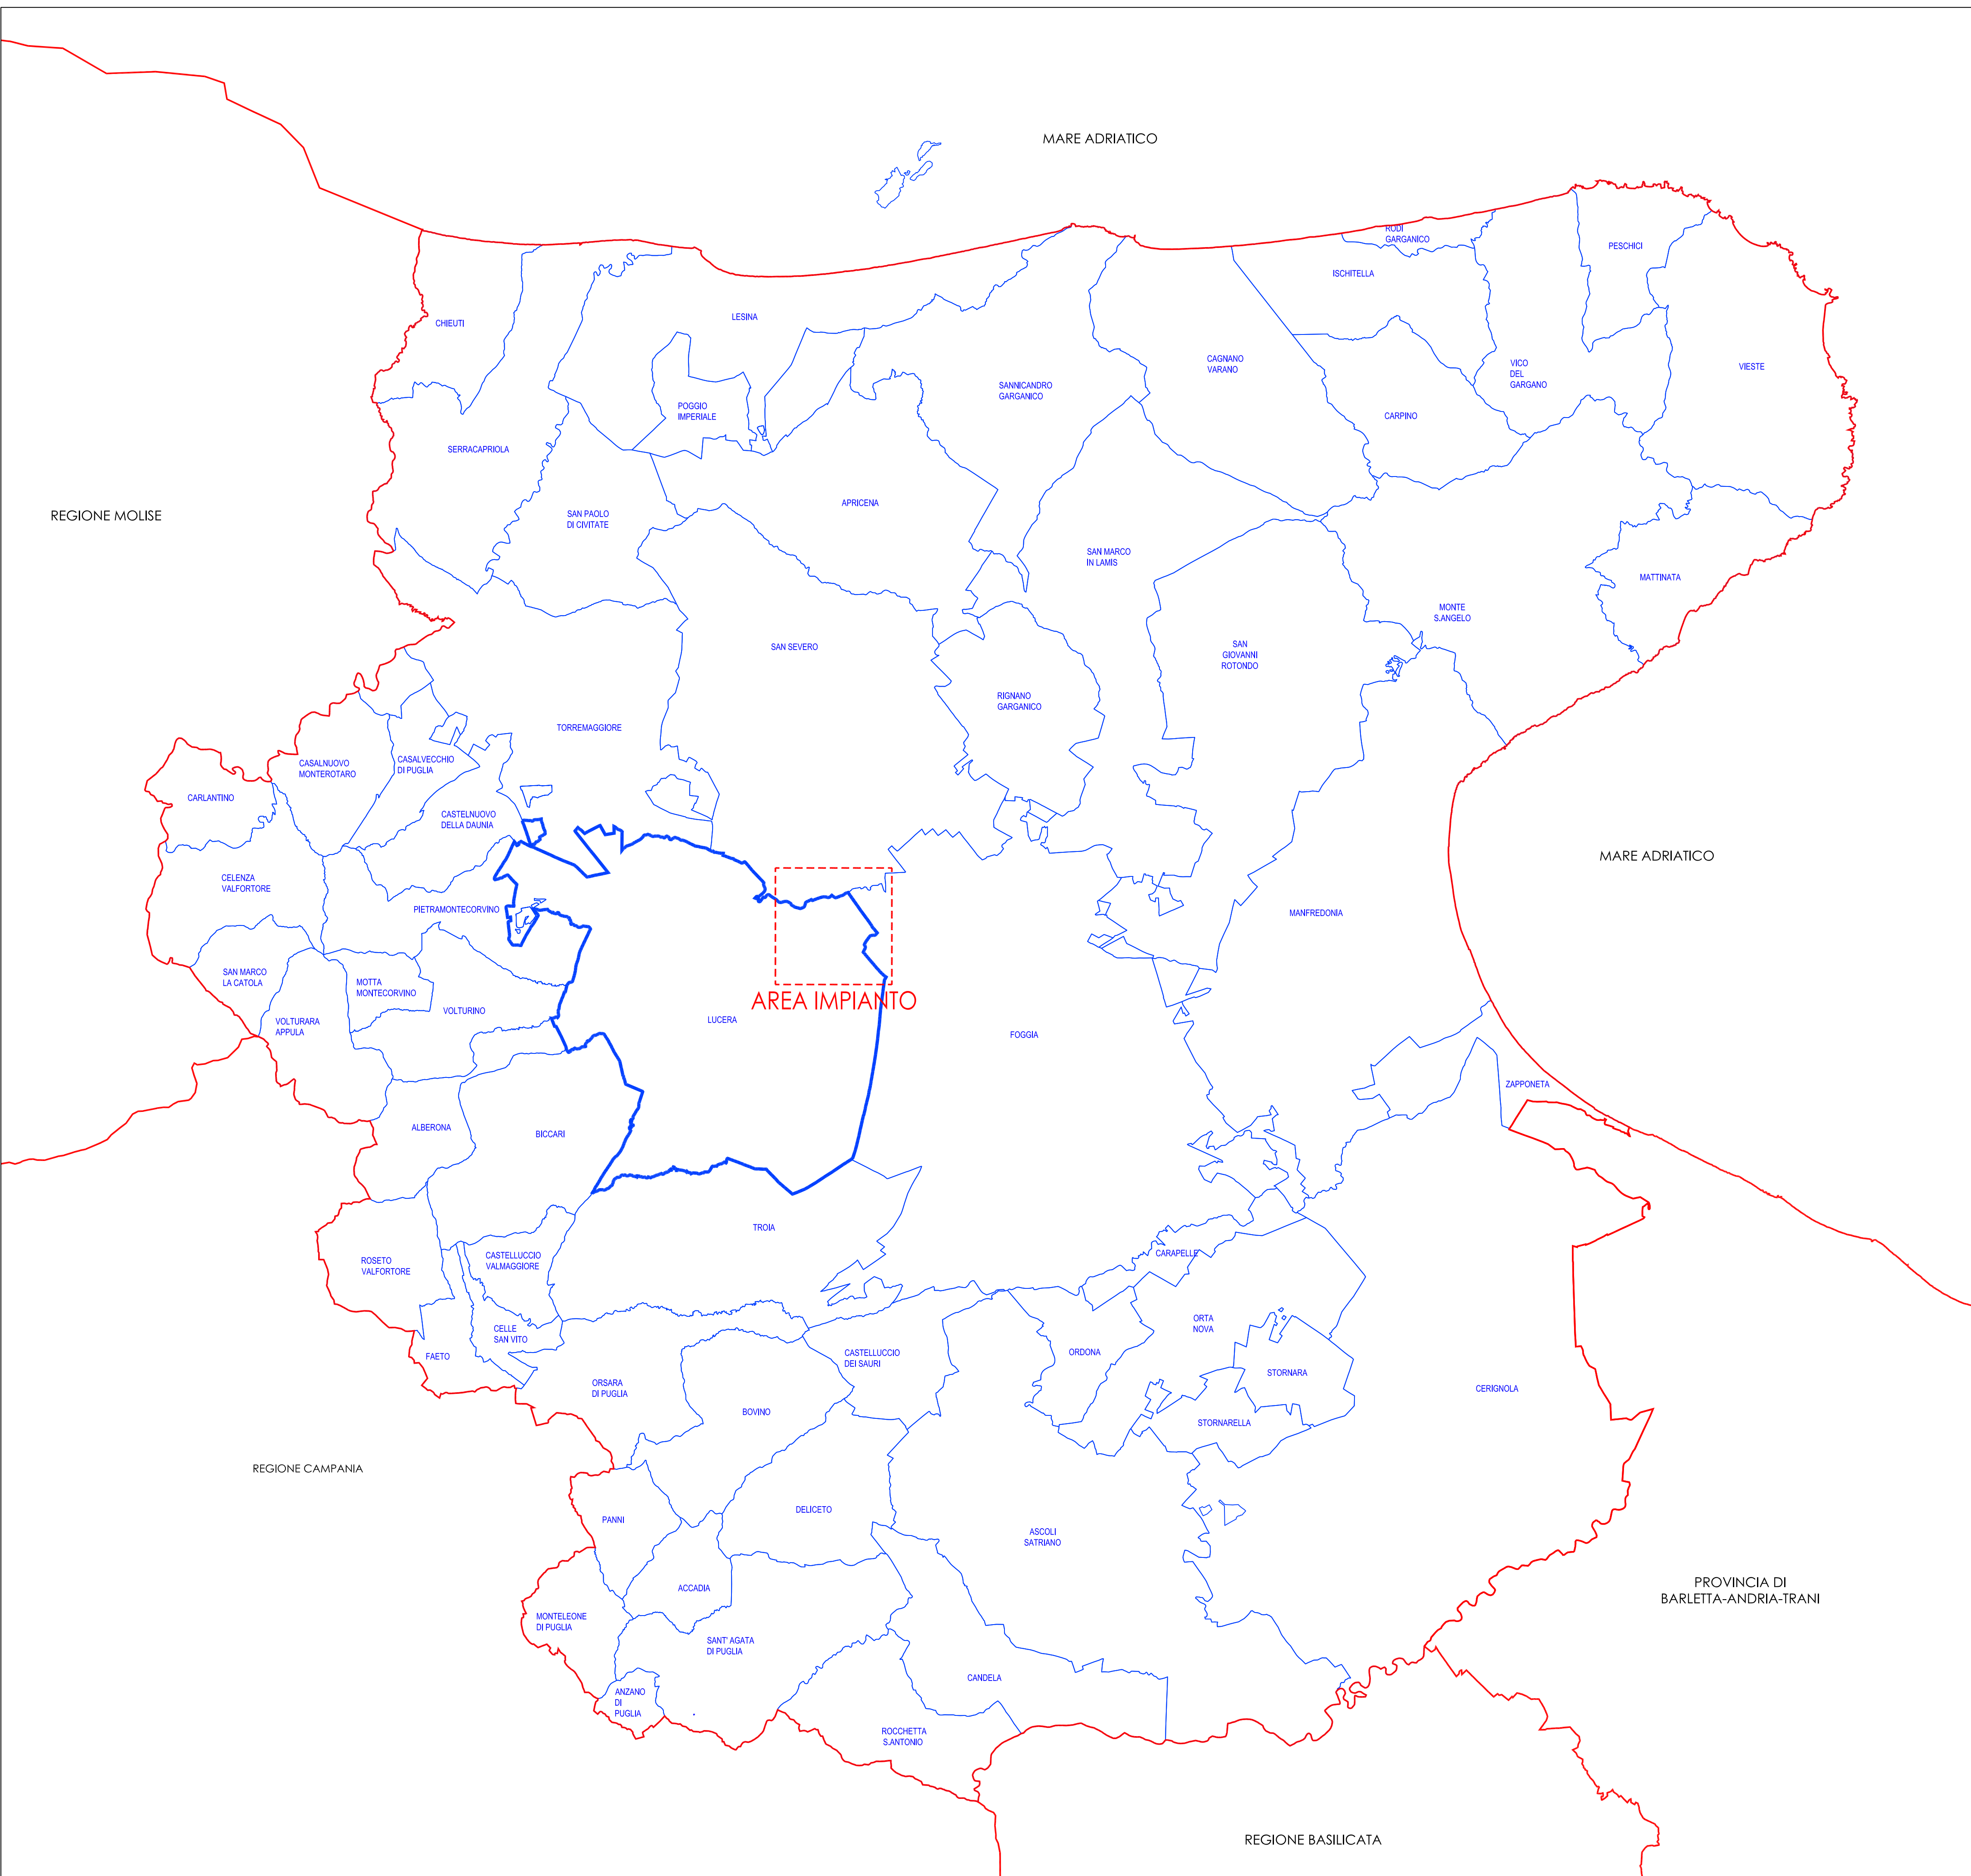 MARE ADRIATICO
RODI
GARGANICO
PESCHICI
ISCHITELLA
LESINA
CHIEUTI
CAGNANO
VARANO
VICO
DEL
GARGANO
VIESTE
SANNICANDRO
GARGANICO
POGGIO
IMPERIALE
CARPINO
SERRACAPRIOLA
APRICENA
REGIONE MOLISE
SAN PAOLO
DI CIVITATE
SAN MARCO
IN LAMIS
MATTINATA
MONTE
S.ANGELO
SAN SEVERO
SAN
GIOVANNI
ROTONDO
RIGNANO
GARGANICO
TORREMAGGIORE
CASALNUOVO
MONTEROTARO
CASALVECCHIO
DI PUGLIA
CARLANTINO
CASTELNUOVO
DELLA DAUNIA
MARE ADRIATICO
CELENZA
VALFORTORE
PIETRAMONTECORVINO
MANFREDONIA
SAN MARCO
LA CATOLA
MOTTA
MONTECORVINO
AREA IMPIANTO
VOLTURINO
VOLTURARA
APPULA
LUCERA
FOGGIA
ZAPPONETA
ALBERONA
BICCARI
TROIA
CARAPELLE
CASTELLUCCIO
VALMAGGIORE
ROSETO
VALFORTORE
ORTA
NOVA
CELLE
SAN VITO
FAETO
CASTELLUCCIO
DEI SAURI
ORDONA
STORNARA
ORSARA
DI PUGLIA
CERIGNOLA
BOVINO
STORNARELLA
REGIONE CAMPANIA
DELICETO
PANNI
ASCOLI
SATRIANO
PROVINCIA DI
BARLETTA-ANDRIA-TRANI
ACCADIA
MONTELEONE
DI PUGLIA
SANT' AGATA
DI PUGLIA
CANDELA
ANZANO
DI
PUGLIA
ROCCHETTA
S.ANTONIO
REGIONE BASILICATA